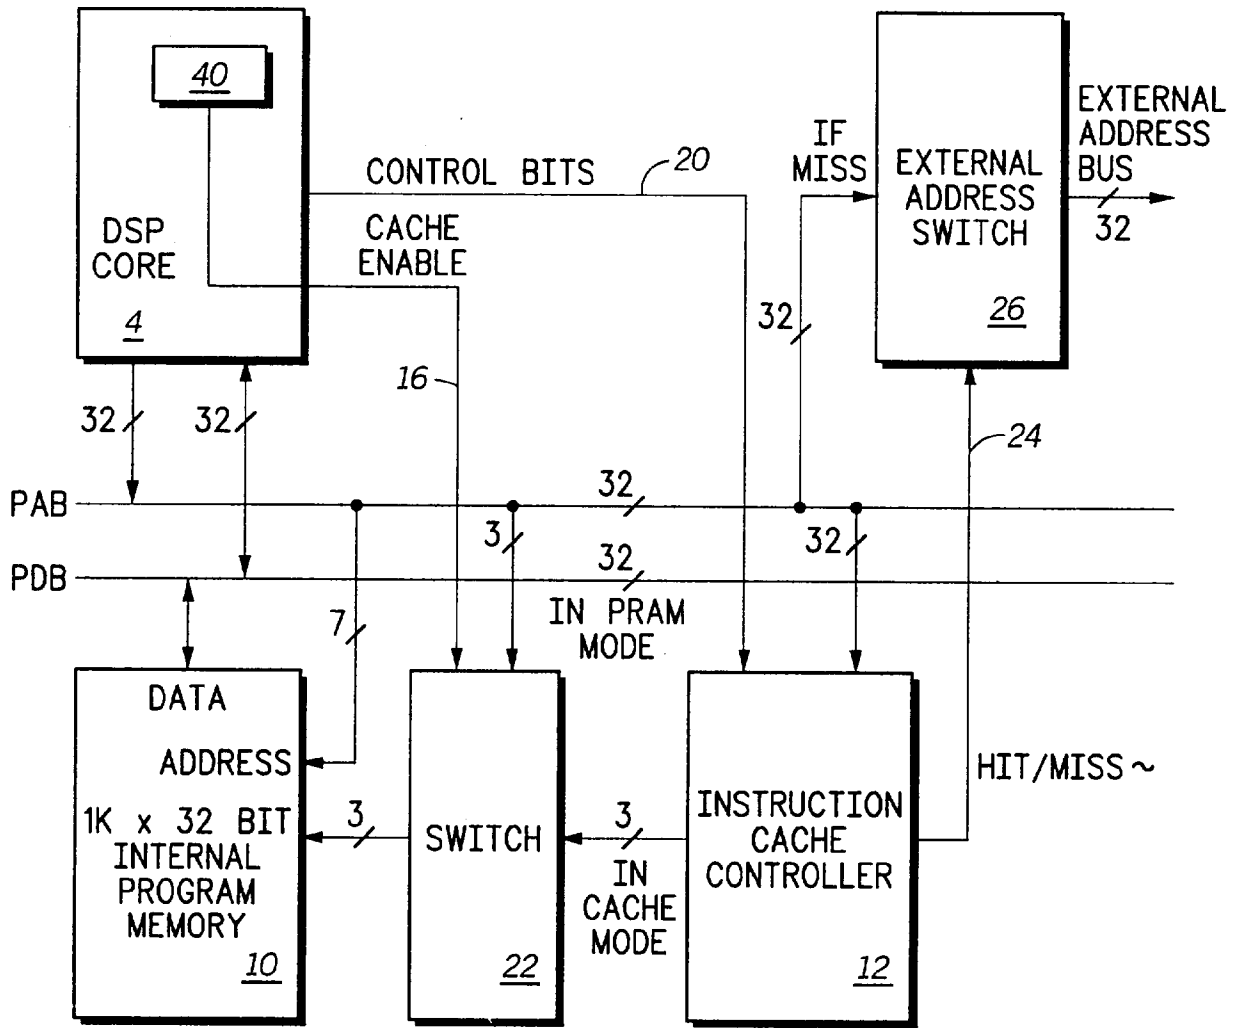 40
DSP
CORE
4
CONTROL BITS
20
CACHE
ENABLE
IF
MISS
EXTERNAL
ADDRESS
SWITCH
26
EXTERNAL
ADDRESS
BUS
32
32
16
32
32
24
PAB
32
3
32
PDB
32
IN PRAM
MODE
7
DATA
ADDRESS
1K x 32 BIT
INTERNAL
PROGRAM
MEMORY
10
3
SWITCH
22
3
IN
CACHE
MODE
INSTRUCTION
CACHE
CONTROLLER
12
HIT/MISS ~